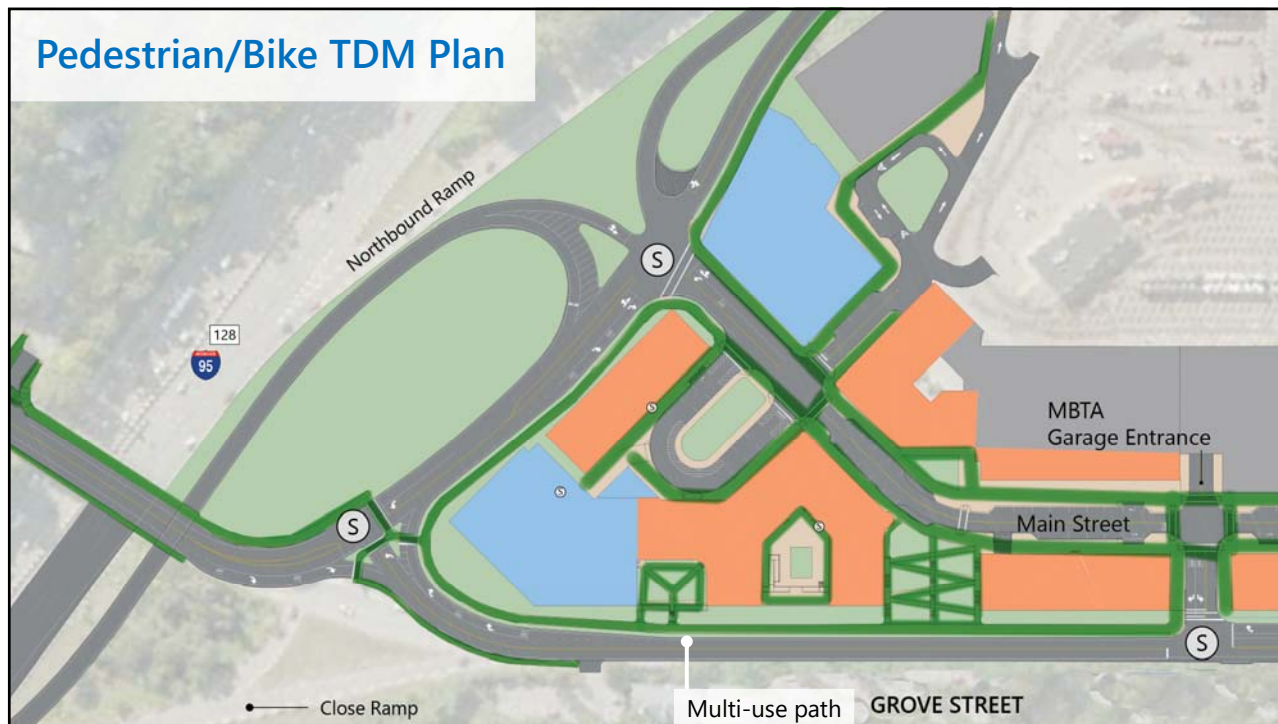 Pedestrian/Bike TDM Plan
Northbound Ramp
S
128
95
S
S
S
S
MBTA
Garage Entrance
Main Street
S
Close Ramp
Multi-use path
GROVE STREET